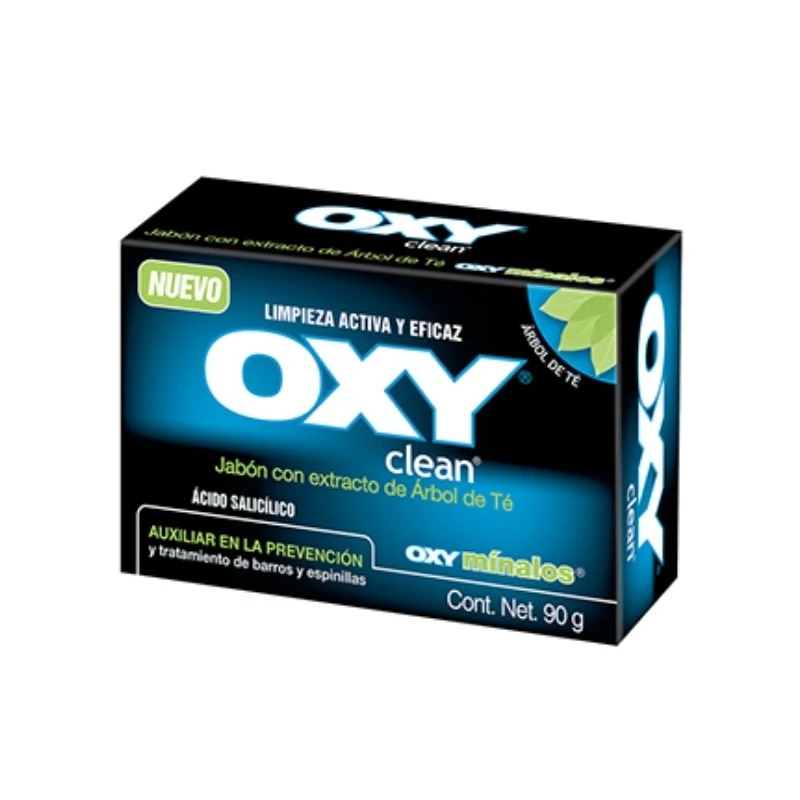 OXY
clean®
Jabón con extracto de Árbol de Té OXY mínalos®
NUEVO
LIMPIEZA ACTIVA Y EFICAZ
ÁRBOL DE TÉ
OXY®
clean®
Jabón con extracto de Árbol de Té
ÁCIDO SALICÍLICO
AUXILIAR EN LA PREVENCIÓN
y tratamiento de barros y espinillas
OXY mínalos®
Cont. Net. 90 g
OXY
clean®